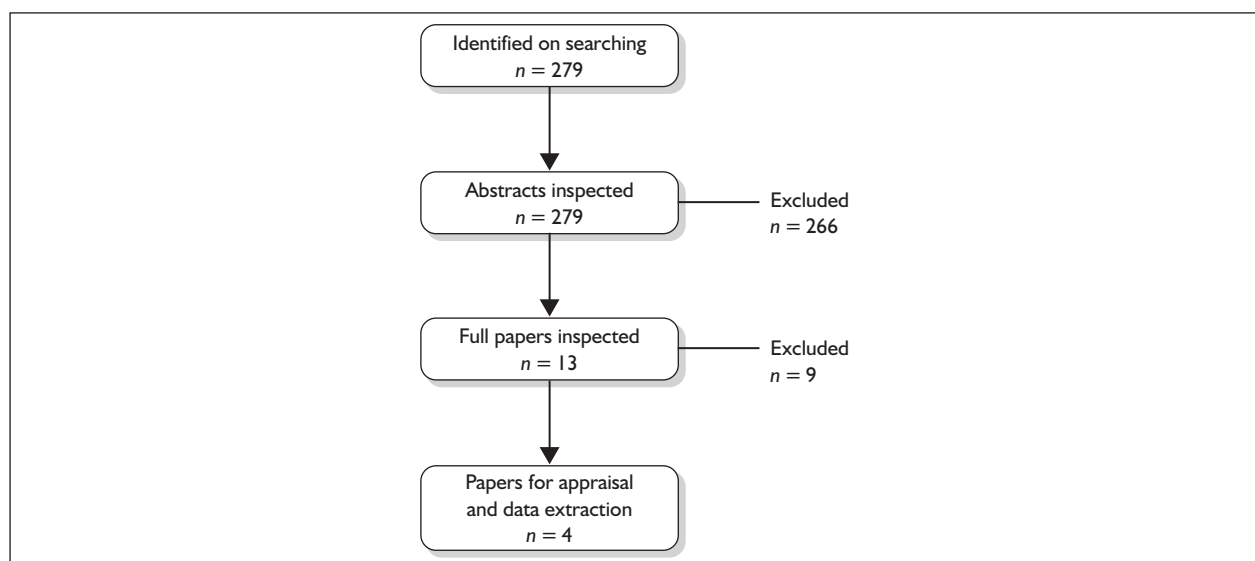 Identified on searching
n = 279
Abstracts inspected
n = 279
Excluded
n = 266
Full papers inspected
n = 13
Excluded
n = 9
Papers for appraisal
and data extraction
n = 4